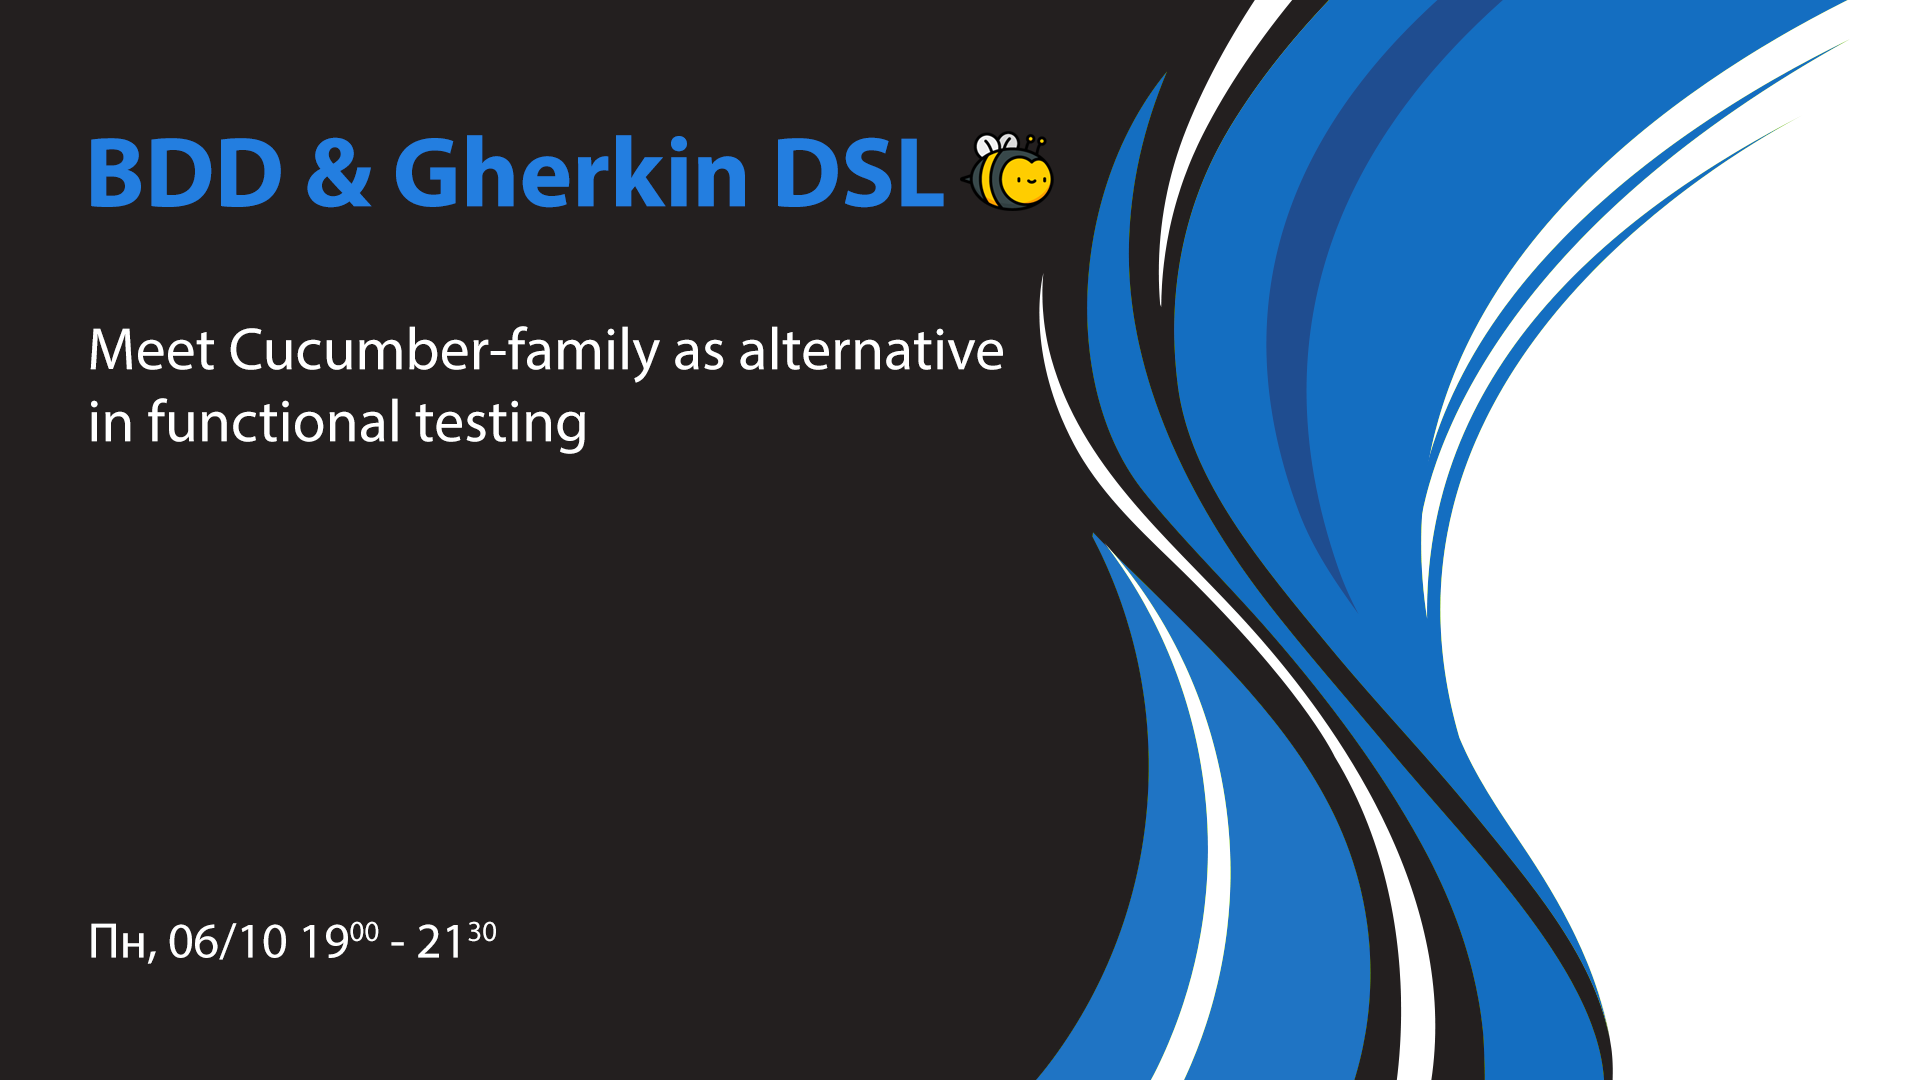 BDD & Gherkin DSL
Meet Cucumber-family as alternative
in functional testing
Пн, 06/10 19⁰⁰ - 21³⁰